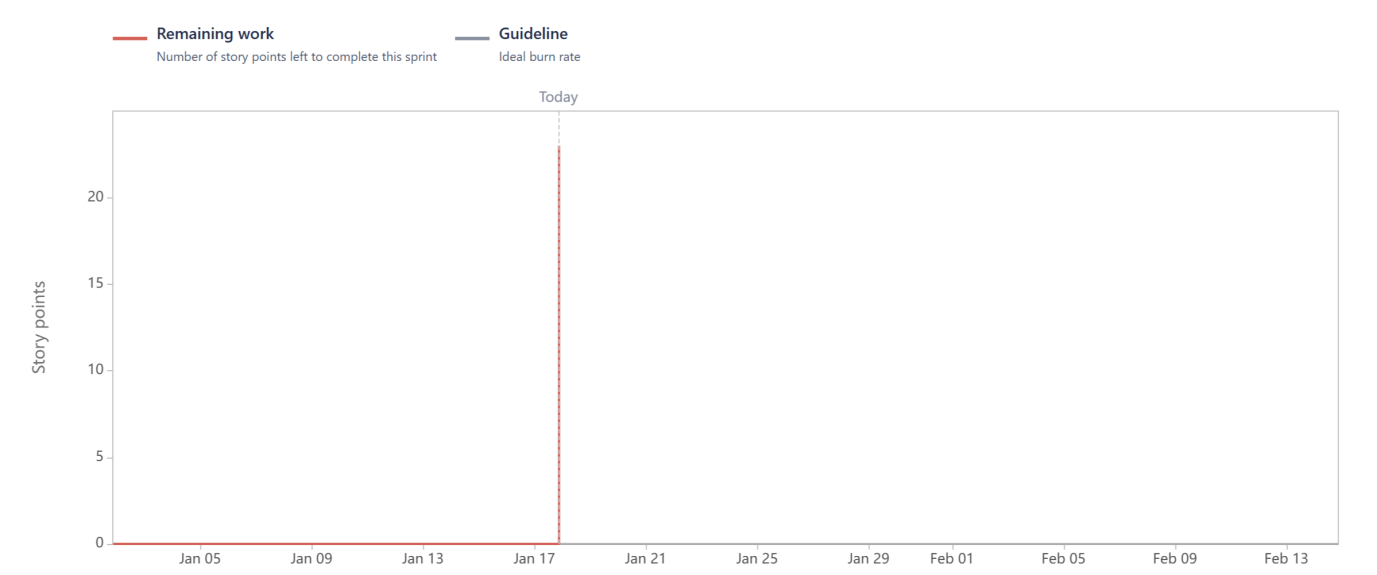 Remaining work
Number of story points left to complete this sprint
Guideline
Ideal burn rate
Today
Story points
20
15
10
5
0
Jan 05
Jan 09
Jan 13
Jan 17
Jan 21
Jan 25
Jan 29
Feb 01
Feb 05
Feb 09
Feb 13